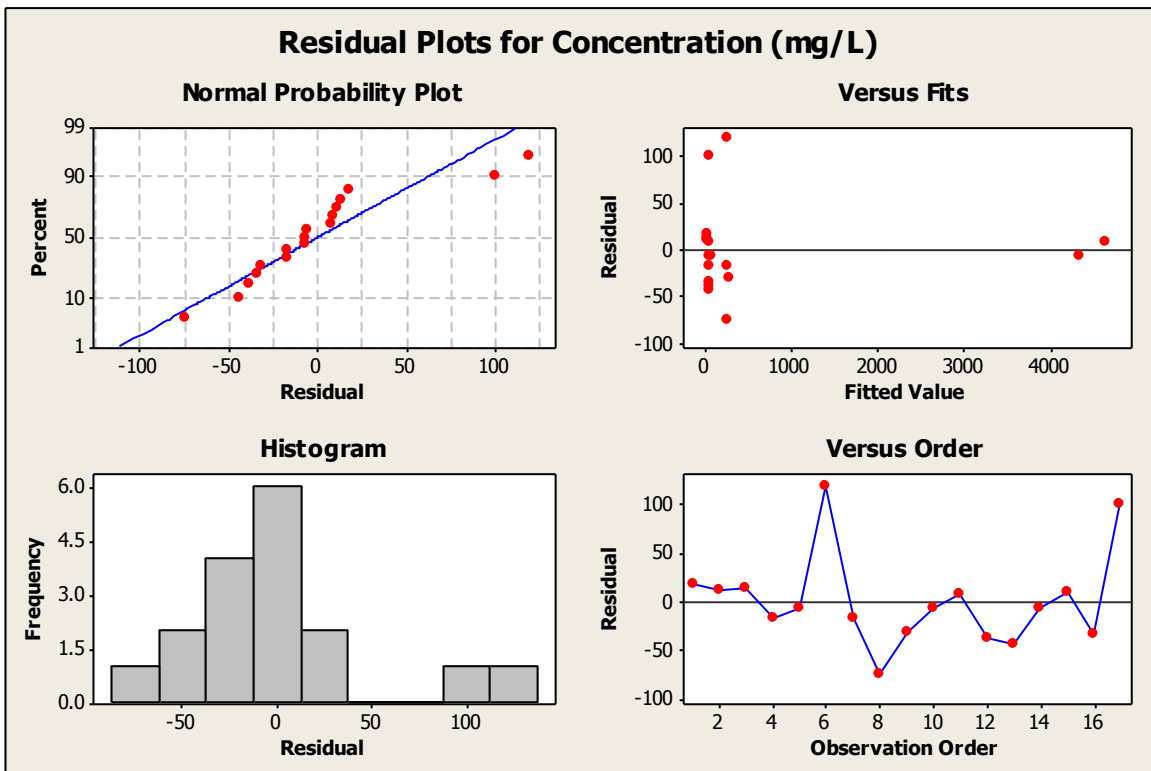 Residual Plots for Concentration (mg/L)
Normal Probability Plot
99
90
50
10
1
Percent
-100 -50 0 50 100
Residual
Versus Fits
100
50
0
-50
-100
Residual
0 1000 2000 3000 4000
Fitted Value
Histogram
6.0
4.5
3.0
1.5
0.0
Frequency
-50 0 50 100
Residual
Versus Order
100
50
0
-50
-100
Residual
2 4 6 8 10 12 14 16
Observation Order